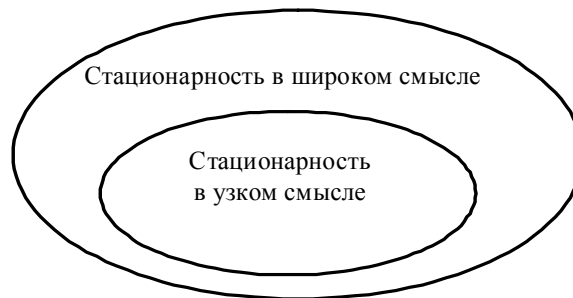 Стационарность в широком смысле
Стационарность
в узком смысле